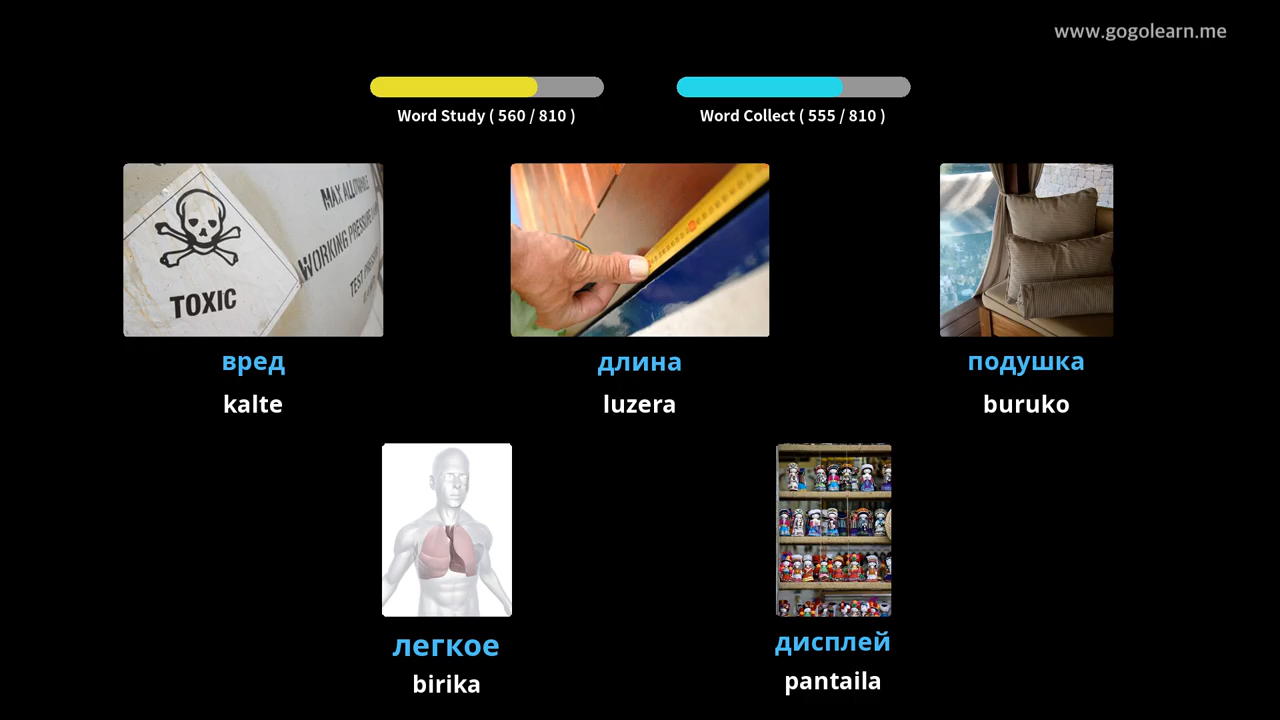 www.gogolearn.me
Word Study ( 560 / 810 )
Word Collect ( 555 / 810 )
TOXIC
MAX ALLOWABLE
WORKING PRESSURE
вред
kalte
длина
luzera
подушка
buruko
легкое
birika
дисплей
pantaila